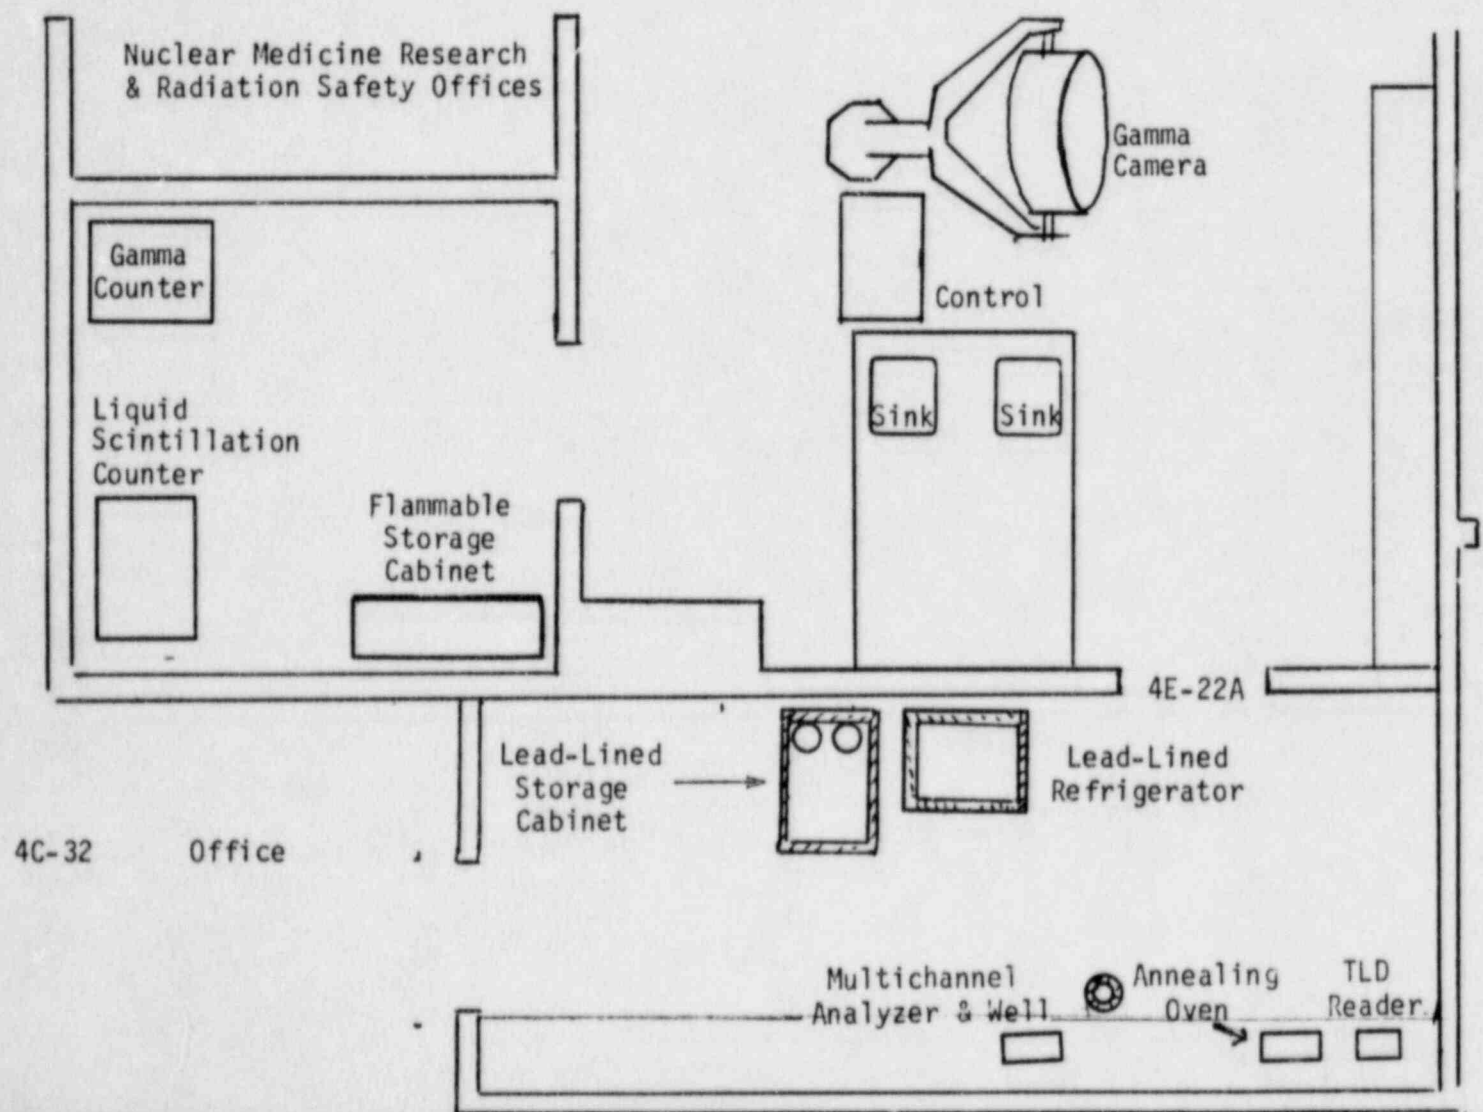 Nuclear Medicine Research
& Radiation Safety Offices
Gamma
Camera
Gamma
Counter
Control
Liquid
Scintillation
Counter
Sink
Sink
Flammable
Storage
Cabinet
4E-22A
Lead-Lined
Storage
Cabinet
Lead-Lined
Refrigerator
4C-32 Office
Multichannel
Analyzer & Well
Annealing
Oven
TLD
Reader